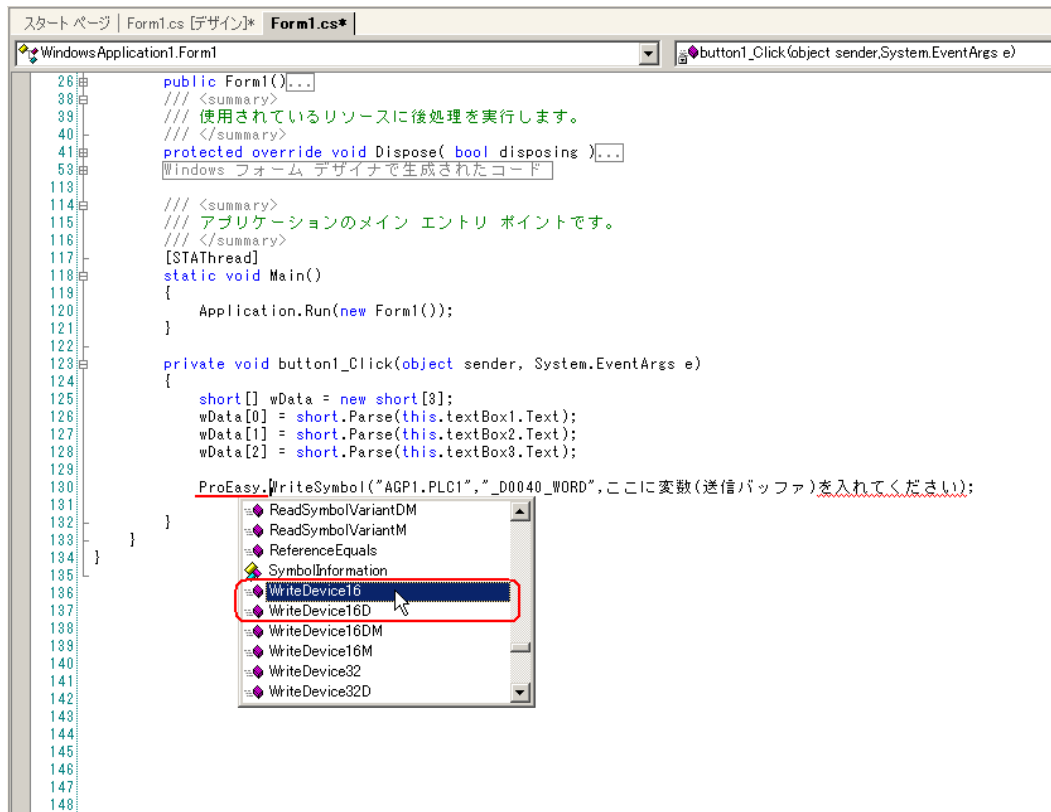 スタート ページ | Form1.cs [デザイン]* Form1.cs*
WindowsApplication1.Form1 button1_Click(object sender,System.EventArgs e)
26 public Form1()...
38 /// <summary>
39 /// 使用されているリソースに後処理を実行します。
40 /// </summary>
41 protected override void Dispose( bool disposing )...
53 Windows フォーム デザイナで生成されたコード
113
114 /// <summary>
115 /// アプリケーションのメイン エントリ ポイントです。
116 /// </summary>
117 [STAThread]
118 static void Main()
119 {
120 Application.Run(new Form1());
121 }
122
123 private void button1_Click(object sender, System.EventArgs e)
124 {
125 short[] wData = new short[3];
126 wData[0] = short.Parse(this.textBox1.Text);
127 wData[1] = short.Parse(this.textBox2.Text);
128 wData[2] = short.Parse(this.textBox3.Text);
129
130 ProEasy.WriteSymbol("AGP1.PLC1","_D0040_WORD",ここに変数(送信バッファ)を入れてください);
131 ReadSymbolVariantDM
132 } ReadSymbolVariantM
133 } ReferenceEquals
134 } SymbolInformation
135
136 WriteDevice16
137 WriteDevice16D
138 WriteDevice16DM
139 WriteDevice16M
140
141 WriteDevice32
142 WriteDevice32D
143
144
145
146
147
148